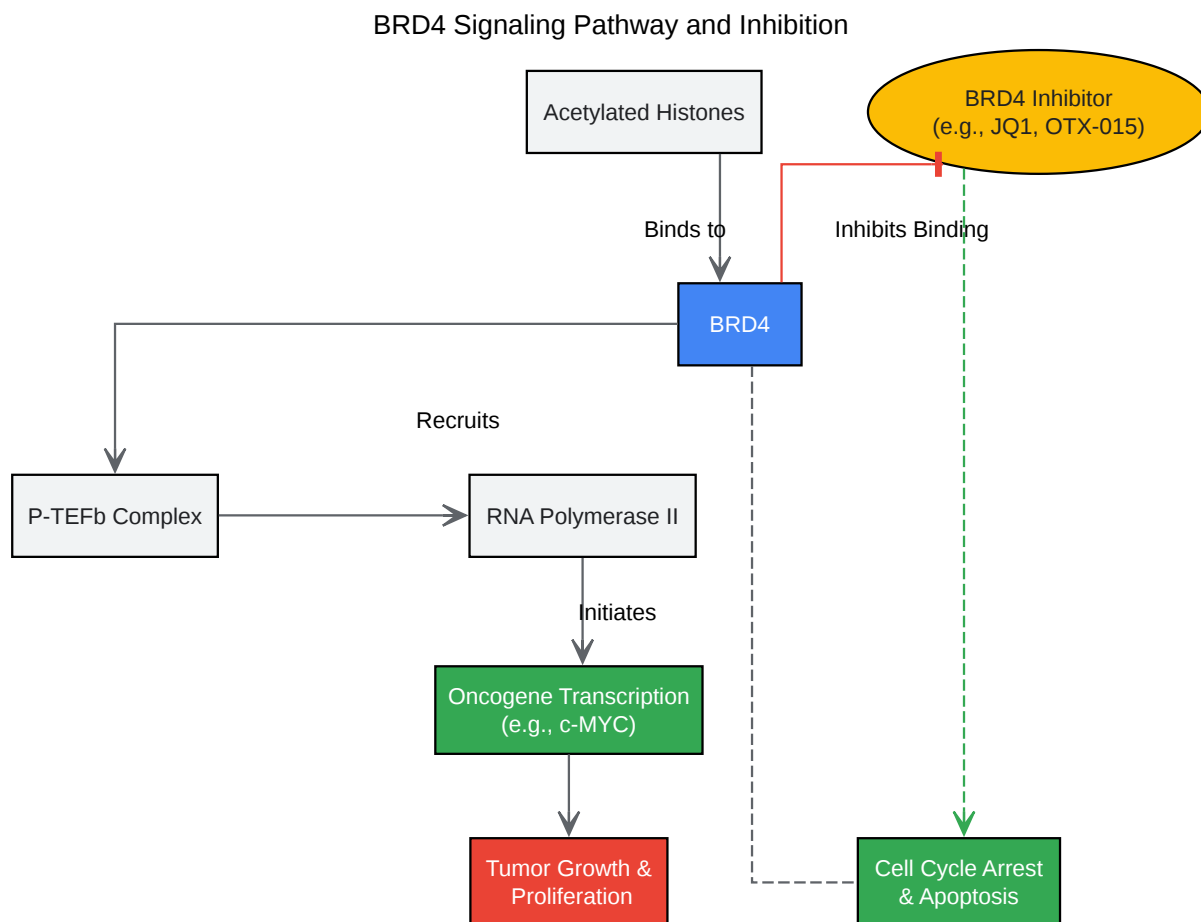 BRD4 Signaling Pathway and Inhibition
Acetylated Histones
BRD4 Inhibitor
(e.g., JQ1, OTX-015)
Binds to
Inhibits Binding
BRD4
Recruits
P-TEFb Complex
RNA Polymerase II
Initiates
Oncogene Transcription
(e.g., c-MYC)
Tumor Growth &
Proliferation
Cell Cycle Arrest
& Apoptosis